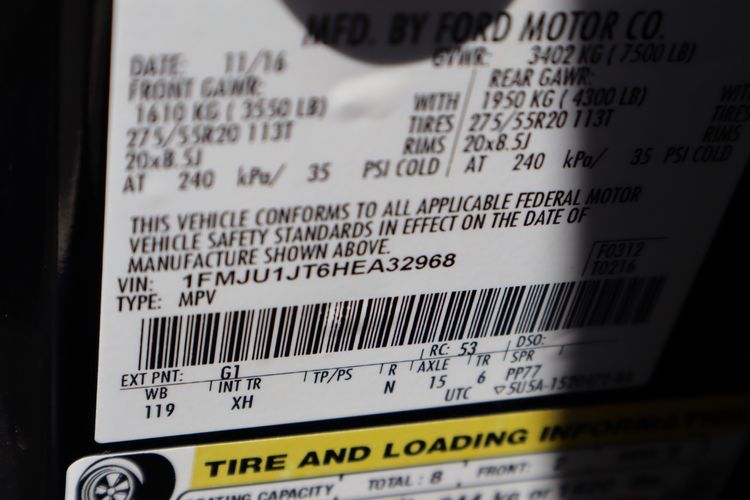 MFD. BY FORD MOTOR CO.
DATE: 11/16 GVWR: 3402 KG ( 7500 LB)
FRONT GAWR: REAR GAWR:
1610 KG ( 3550 LB) WITH 1950 KG ( 4300 LB)
275/55R20 113T TIRES 275/55R20 113T TIRES
20x8.5J RIMS 20x8.5J RIMS
AT 240 kPa/ 35 PSI COLD AT 240 kPa/ 35 PSI COLD
THIS VEHICLE CONFORMS TO ALL APPLICABLE FEDERAL MOTOR
VEHICLE SAFETY STANDARDS IN EFFECT ON THE DATE OF
MANUFACTURE SHOWN ABOVE.
VIN: 1FMJU1JT6HEA32968 F0312
TYPE: MPV T0216
EXT PNT: G1 RC: 53 DSO:
WB INT TR TP/PS R AXLE TR SPR
119 XH N 15 6 PP77
UTC
TIRE AND LOADING INFORMATION
SEATING CAPACITY TOTAL: 8 FRONT: